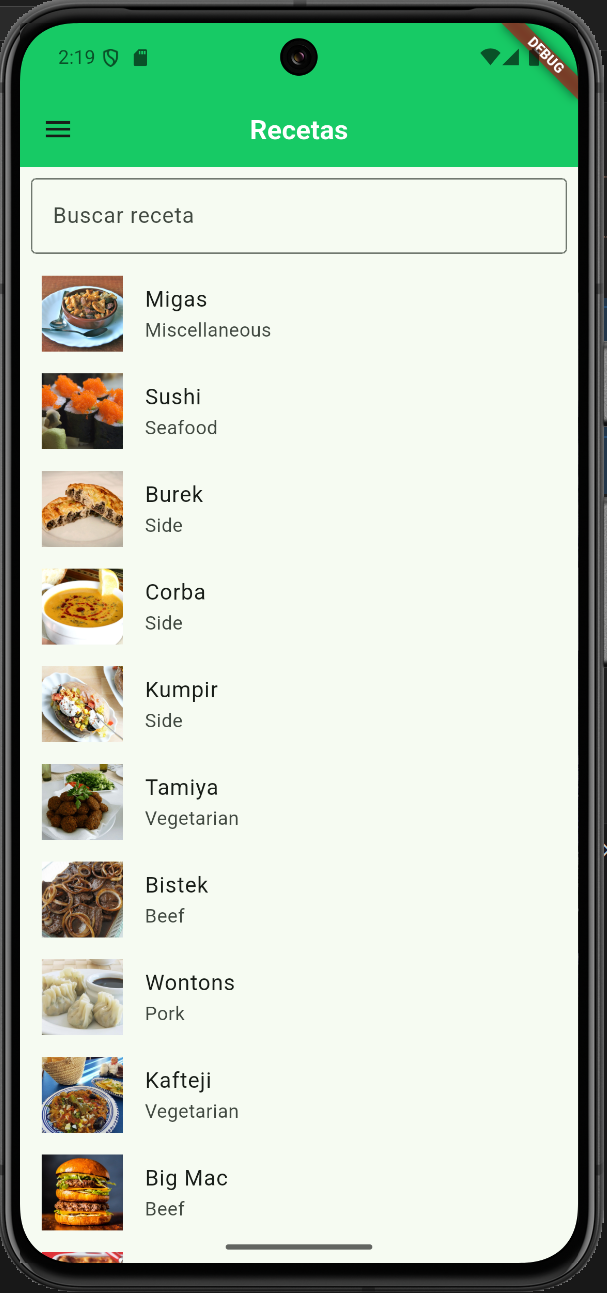 2:19
DEBUG
Recetas
Buscar receta
Migas
Miscellaneous
Sushi
Seafood
Burek
Side
Corba
Side
Kumpir
Side
Tamiya
Vegetarian
Bistek
Beef
Wontons
Pork
Kafteji
Vegetarian
Big Mac
Beef